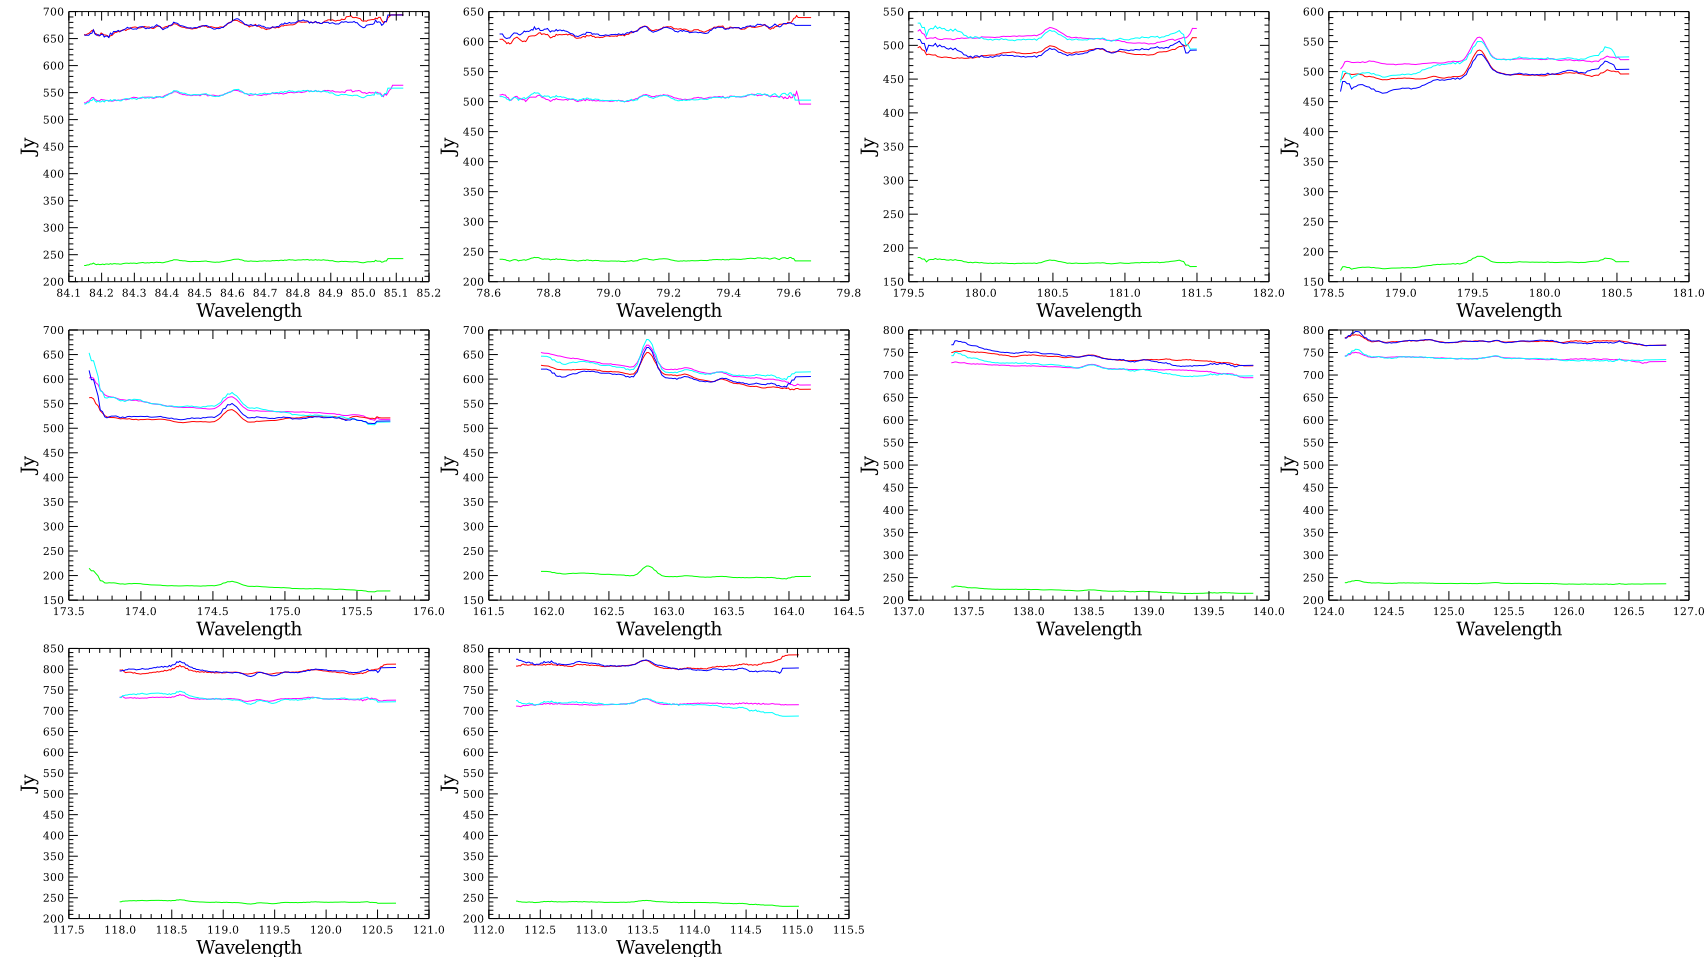 700 650 600 550 500 450 400 350 300 250 200
Jy
84.1 84.2 84.3 84.4 84.5 84.6 84.7 84.8 84.9 85.0 85.1 85.2
Wavelength
650 600 550 500 450 400 350 300 250 200
Jy
78.6 78.8 79.0 79.2 79.4 79.6 79.8
Wavelength
550 500 450 400 350 300 250 200 150
Jy
179.5 180.0 180.5 181.0 181.5 182.0
Wavelength
600 550 500 450 400 350 300 250 200 150
Jy
178.5 179.0 179.5 180.0 180.5 181.0
Wavelength
700 650 600 550 500 450 400 350 300 250 200 150
Jy
173.5 174.0 174.5 175.0 175.5 176.0
Wavelength
700 650 600 550 500 450 400 350 300 250 200 150
Jy
161.5 162.0 162.5 163.0 163.5 164.0 164.5
Wavelength
800 750 700 650 600 550 500 450 400 350 300 250 200
Jy
137.0 137.5 138.0 138.5 139.0 139.5 140.0
Wavelength
800 750 700 650 600 550 500 450 400 350 300 250 200
Jy
124.0 124.5 125.0 125.5 126.0 126.5 127.0
Wavelength
850 800 750 700 650 600 550 500 450 400 350 300 250 200
Jy
117.5 118.0 118.5 119.0 119.5 120.0 120.5 121.0
Wavelength
850 800 750 700 650 600 550 500 450 400 350 300 250 200
Jy
112.0 112.5 113.0 113.5 114.0 114.5 115.0 115.5
Wavelength